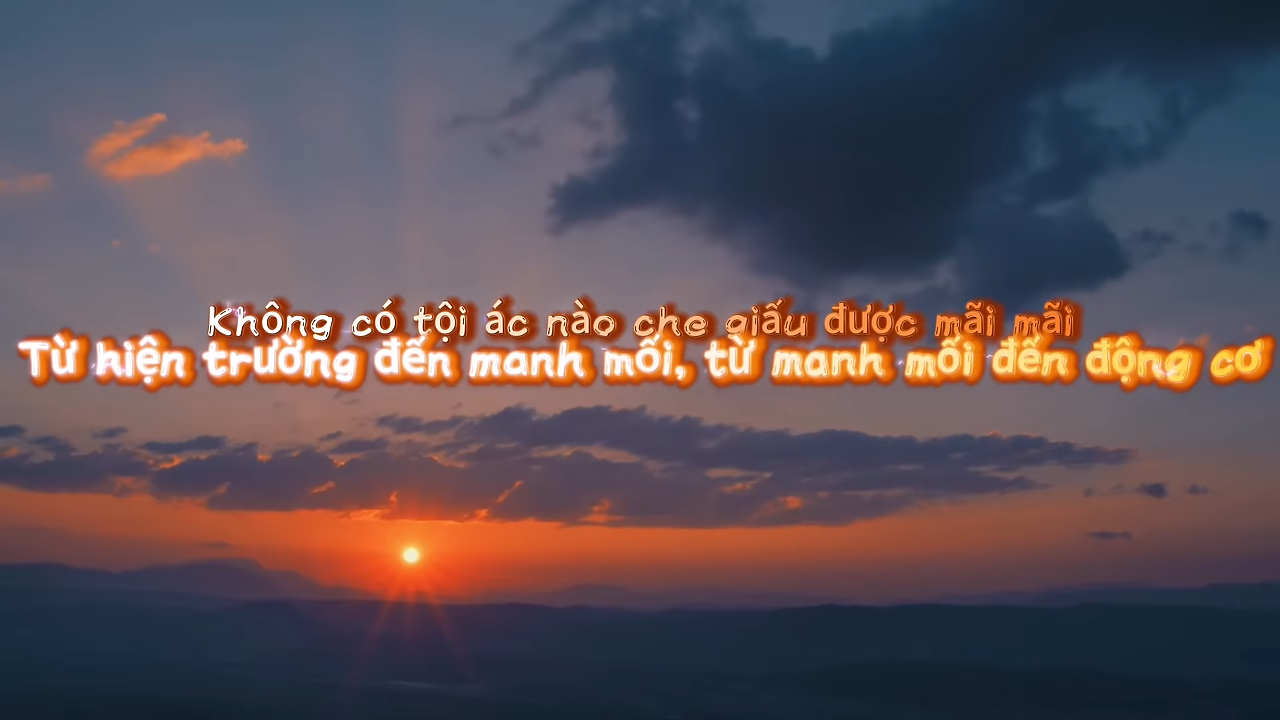 Không có tội ác nào che giấu được mãi mãi
Từ hiện trường đến manh mối, từ manh mối đến động cơ